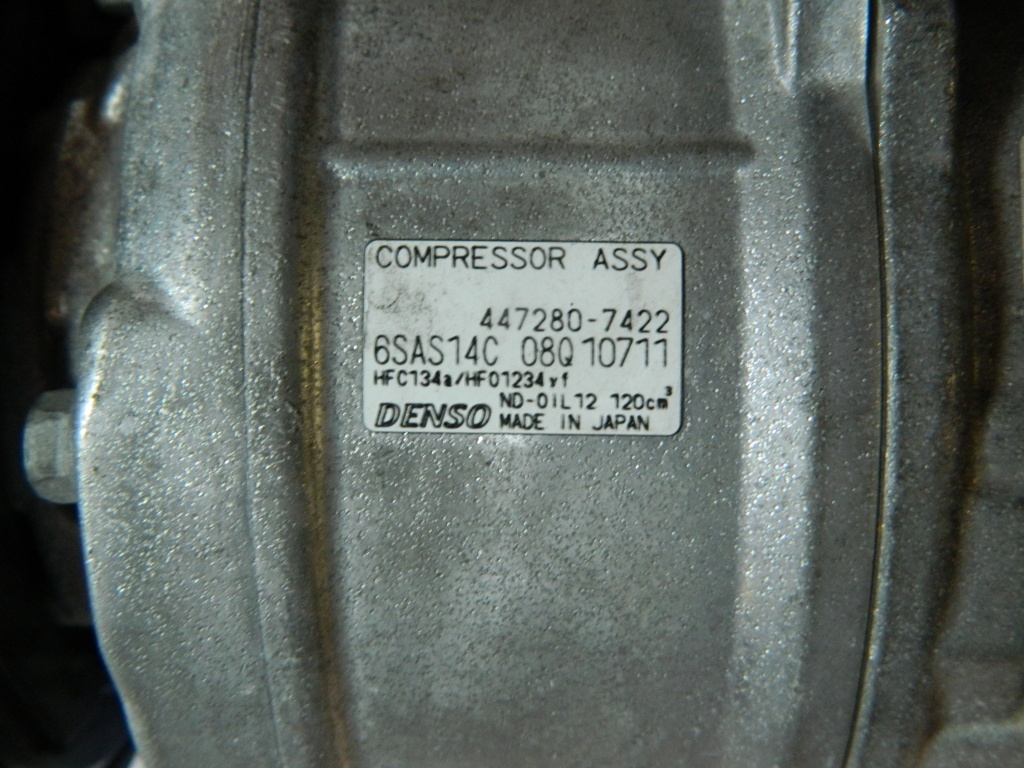 COMPRESSOR ASSY
447280-7422
6SAS14C 08Q10711
HFC134a/HFO1234yf
ND-OIL12 120cm³
DENSO MADE IN JAPAN